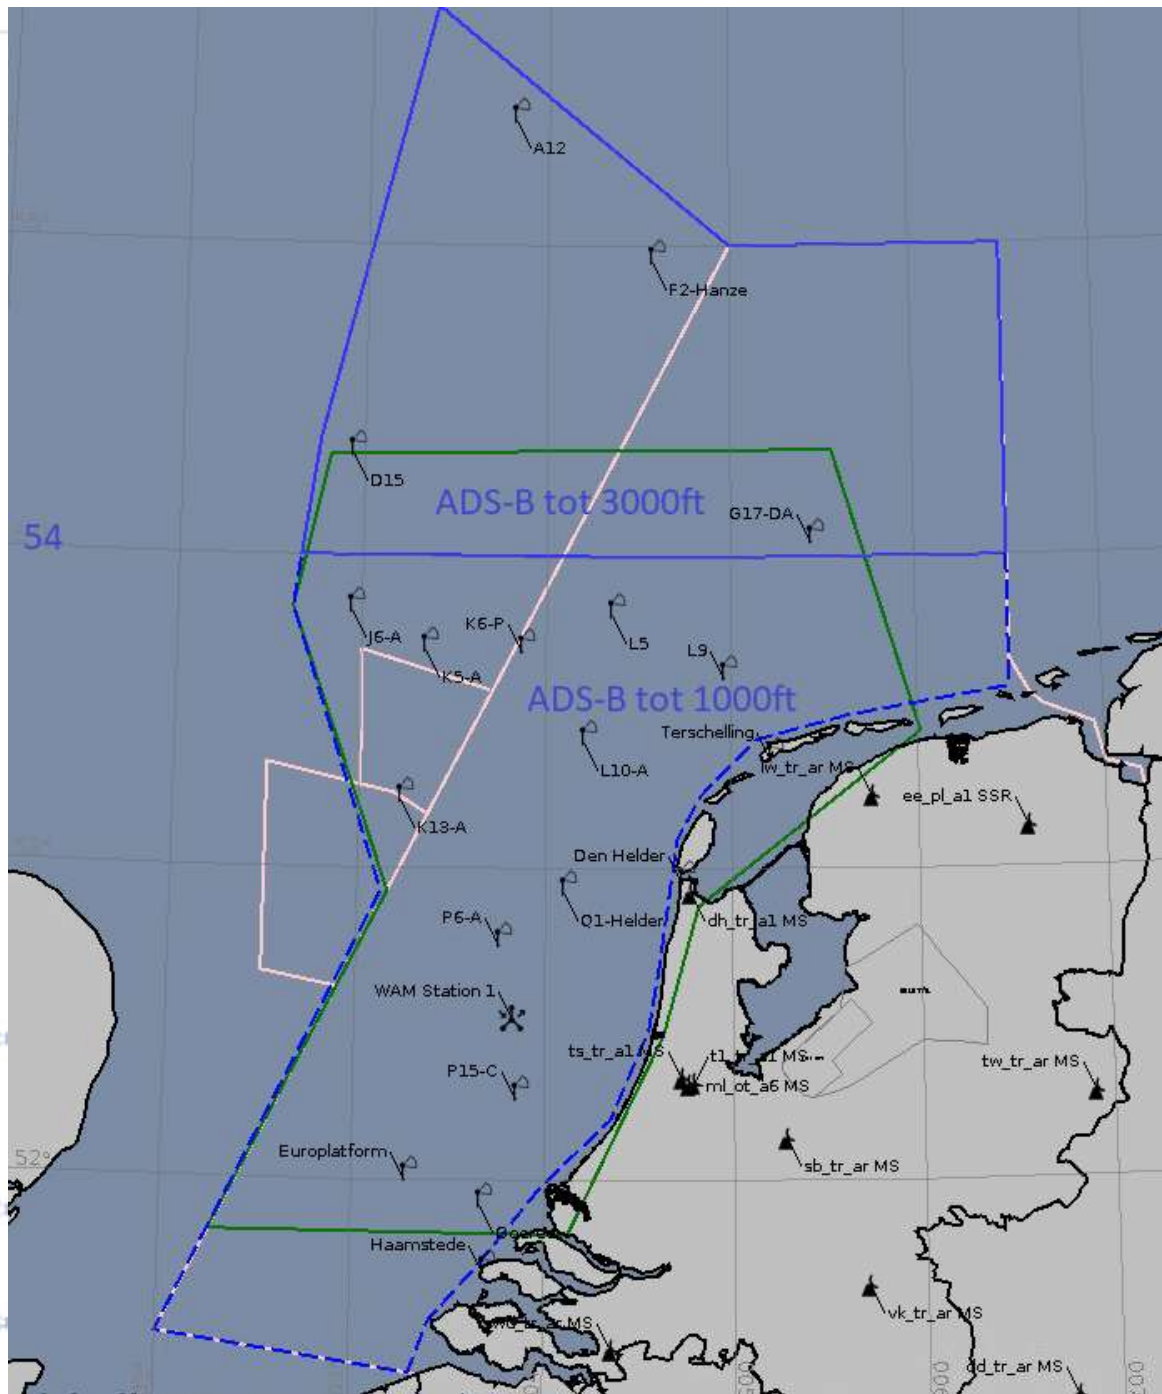 A12
F2-Hanze
D15
ADS-B tot 3000ft
G17-DA
54
J6-A
K6-P
L5
K5-A
L9
ADS-B tot 1000ft
Terschelling
L10-A
lw_tr_ar MS
ee_pl_a1 SSR
K13-A
Den Helder
P6-A
Q1-Helder
dh_tr_a1 MS
WAM Station 1
ts_tr_a1 MS
tw_tr_ar MS
P15-C
ml_ot_a6 MS
Europlatform
52°
sb_tr_ar MS
Haamstede
vk_tr_ar MS
dd_tr_ar MS